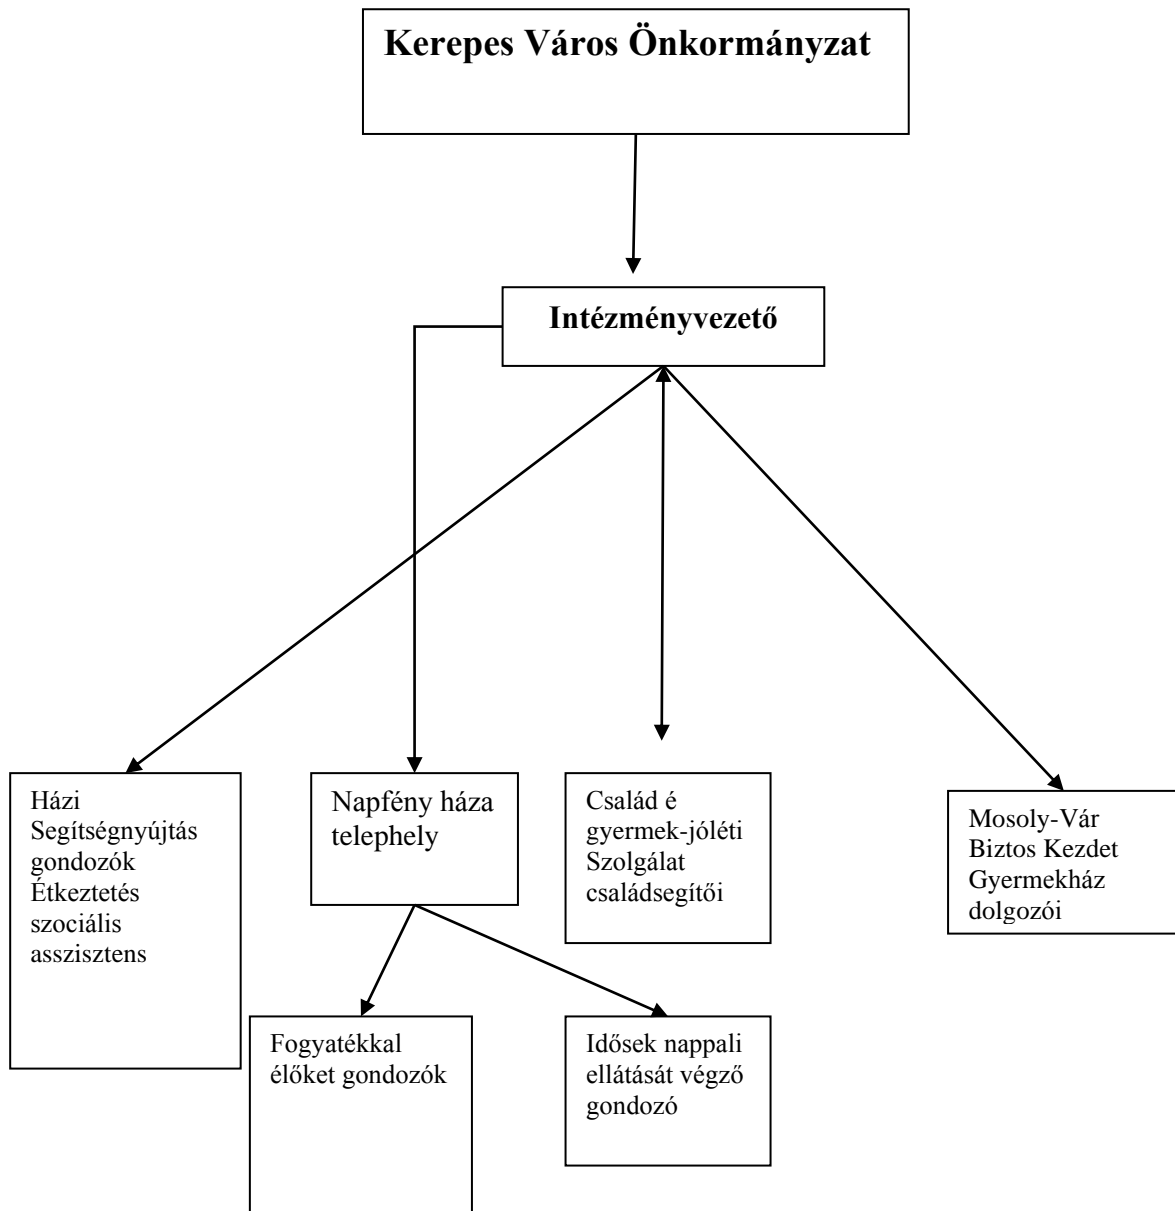 Kerepes Város Önkormányzat
Intézményvezető
Házi
Segítségnyújtás
gondozók
Étkeztetés
szociális
asszisztens
Napfény háza
telephely
Család é
gyermek-jóléti
Szolgálat
családsegítői
Mosoly-Vár
Biztos Kezdet
Gyermekház
dolgozói
Fogyatékkal
élőket gondozók
Idősek nappali
ellátását végző
gondozó